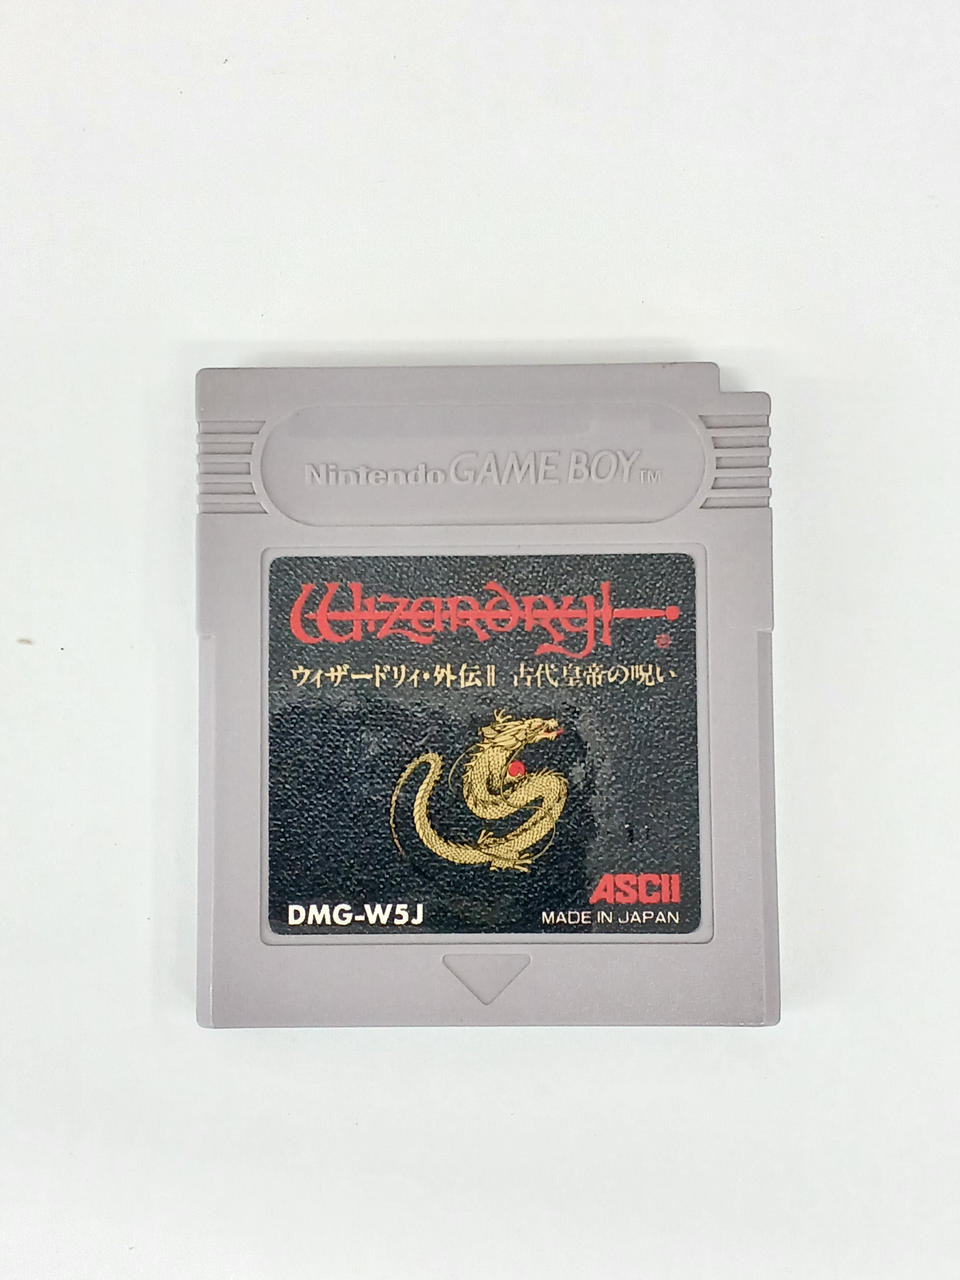 Nintendo GAME BOY TM
Wizardry
®
ウィザードリィ・外伝II 古代皇帝の呪い
ASCII
DMG-W5J
MADE IN JAPAN